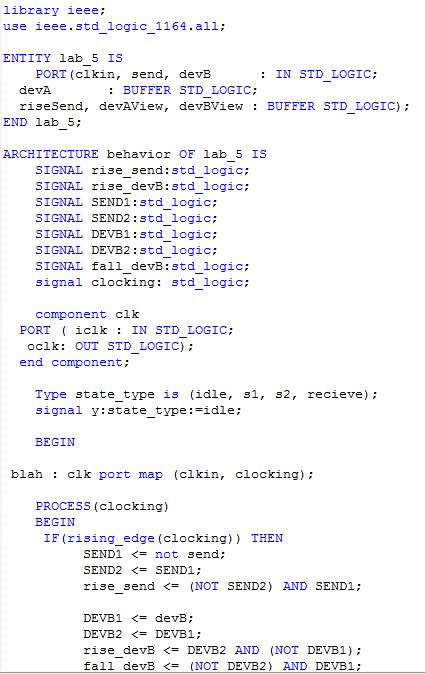 library ieee;
use ieee.std_logic_1164.all;
ENTITY lab_5 IS
PORT(clkin, send, devB : IN STD_LOGIC;
devA : BUFFER STD_LOGIC;
riseSend, devAView, devBView : BUFFER STD_LOGIC);
END lab_5;
ARCHITECTURE behavior OF lab_5 IS
SIGNAL rise_send:std_logic;
SIGNAL rise_devB:std_logic;
SIGNAL SEND1:std_logic;
SIGNAL SEND2:std_logic;
SIGNAL DEVB1:std_logic;
SIGNAL DEVB2:std_logic;
SIGNAL fall_devB:std_logic;
signal clocking: std_logic;
component clk
PORT ( iclk : IN STD_LOGIC;
oclk: OUT STD_LOGIC);
end component;
Type state_type is (idle, s1, s2, recieve);
signal y:state_type:=idle;
BEGIN
blah : clk port map (clkin, clocking);
PROCESS(clocking)
BEGIN
IF(rising_edge(clocking)) THEN
SEND1 <= not send;
SEND2 <= SEND1;
rise_send <= (NOT SEND2) AND SEND1;
DEVB1 <= devB;
DEVB2 <= DEVB1;
rise_devB <= DEVB2 AND (NOT DEVB1);
fall_devB <= (NOT DEVB2) AND DEVB1;